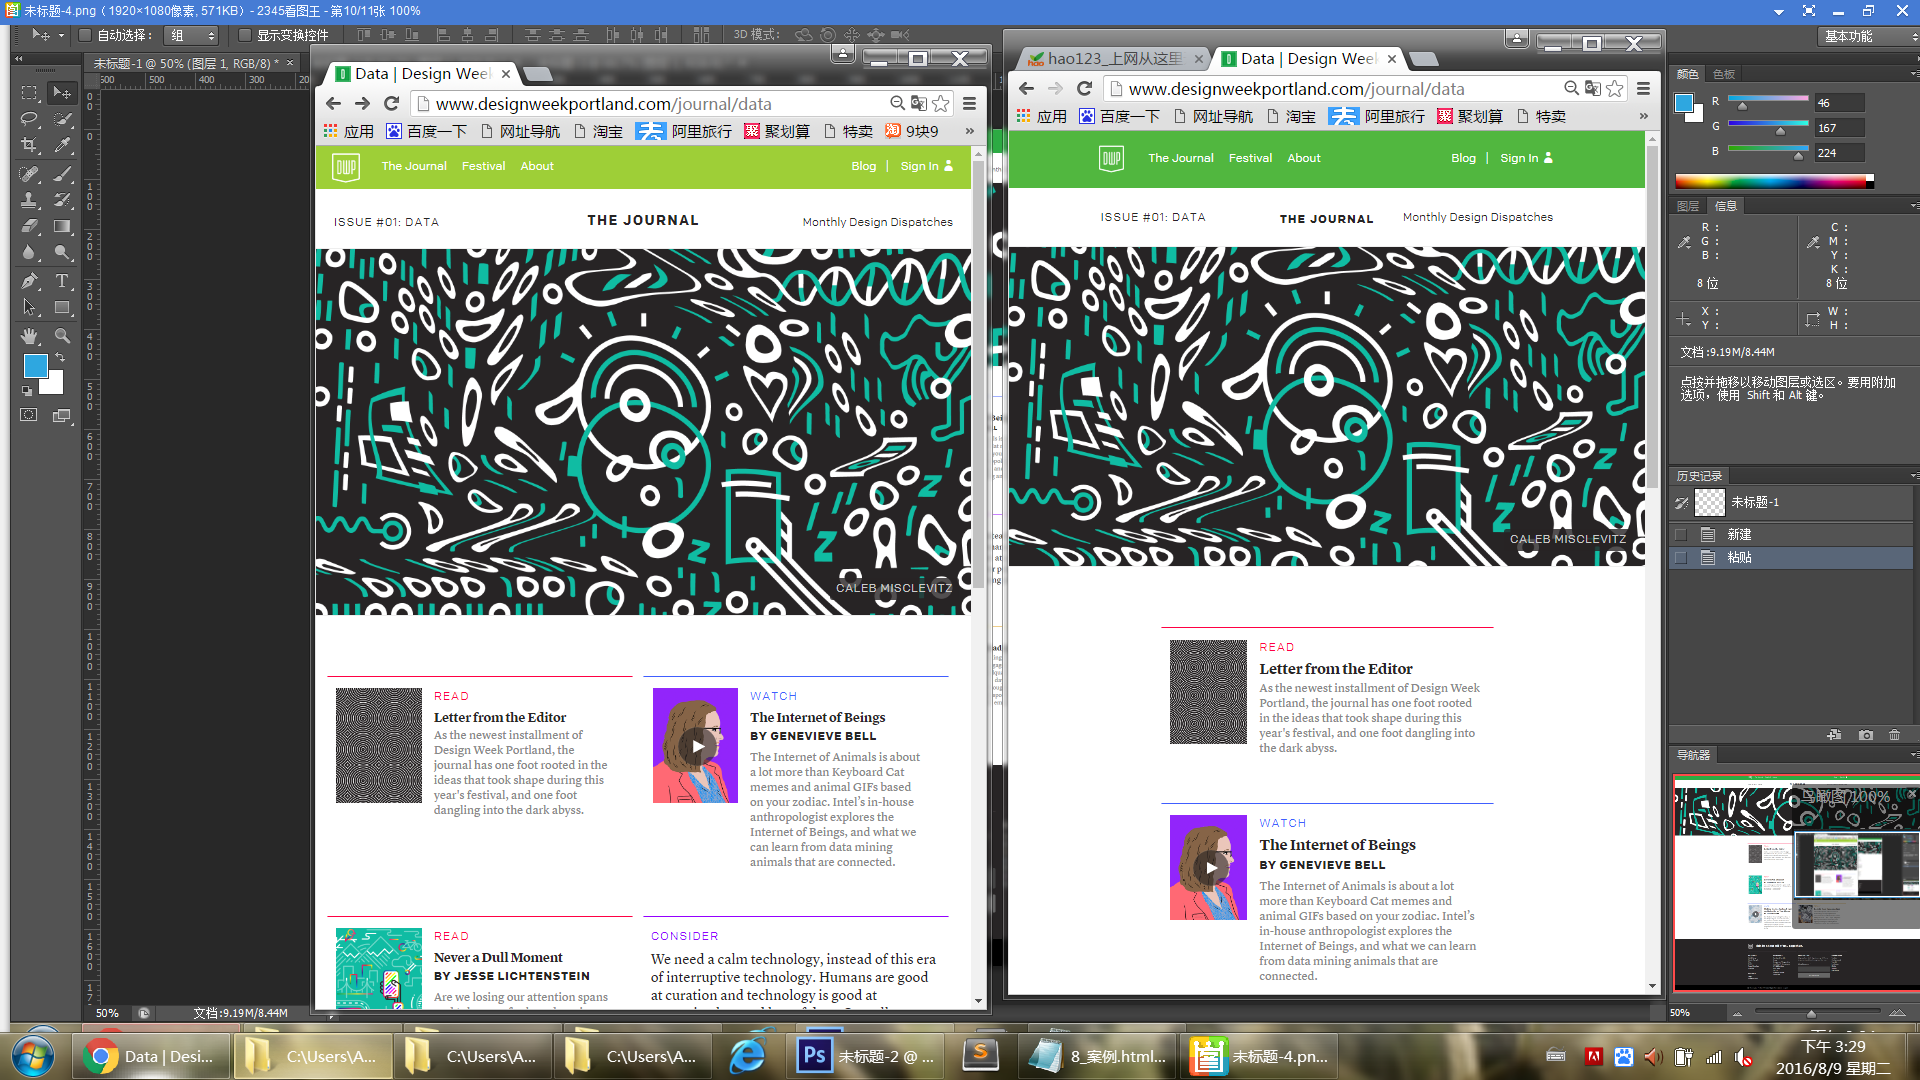 未标题-4.png（1920×1080像素, 571KB）- 2345看图王 - 第10/11张 100%
自动选择： 组 显示变换控件 3D 模式： 基本功能
未标题-1 @ 50% (图层 1, RGB/8) * ×
Data | Design Week
www.designweekportland.com/journal/data
应用 百度一下 网址导航 淘宝 去 阿里旅行 聚划算 特卖 9块9 »
DWP The Journal Festival About Blog | Sign In
ISSUE #01: DATA THE JOURNAL Monthly Design Dispatches
CALEB MISCLEVITZ
READ
Letter from the Editor
As the newest installment of
Design Week Portland, the
journal has one foot rooted in the
ideas that took shape during this
year's festival, and one foot
dangling into the dark abyss.
WATCH
The Internet of Beings
BY GENEVIEVE BELL
The Internet of Animals is about
a lot more than Keyboard Cat
memes and animal GIFs based
on your zodiac. Intel's in-house
anthropologist explores the
Internet of Beings, and what we
can learn from data mining
animals that are connected.
READ
Never a Dull Moment
BY JESSE LICHTENSTEIN
Are we losing our attention spans
CONSIDER
We need a calm technology, instead of this era
of interruptive technology. Humans are good
at curation and technology is good at
hao123_上网从这里
Data | Design Week
www.designweekportland.com/journal/data
应用 百度一下 网址导航 淘宝 去 阿里旅行 聚划算 特卖 »
DWP The Journal Festival About Blog | Sign In
ISSUE #01: DATA THE JOURNAL Monthly Design Dispatches
CALEB MISCLEVITZ
READ
Letter from the Editor
As the newest installment of Design Week
Portland, the journal has one foot rooted
in the ideas that took shape during this
year's festival, and one foot dangling into
the dark abyss.
WATCH
The Internet of Beings
BY GENEVIEVE BELL
The Internet of Animals is about a lot
more than Keyboard Cat memes and
animal GIFs based on your zodiac. Intel's
in-house anthropologist explores the
Internet of Beings, and what we can learn
from data mining animals that are
connected.
颜色 色板
R 46
G 167
B 224
图层 信息
R : C :
G : M :
B : Y :
K :
8 位 8 位
X : W :
Y : H :
文档:9.19M/8.44M
点按并拖移以移动图层或选区。要用附加
选项，使用 Shift 和 Alt 键。
历史记录
未标题-1
新建
粘贴
导航器
鸟瞰图 100%
50%
50% 文档:9.19M/8.44M
Data | Desi... C:\Users\A... C:\Users\A... C:\Users\A... Ps 未标题-2 @ ... 8_案例.html... 未标题-4.pn...
下午 3:29
2016/8/9 星期二